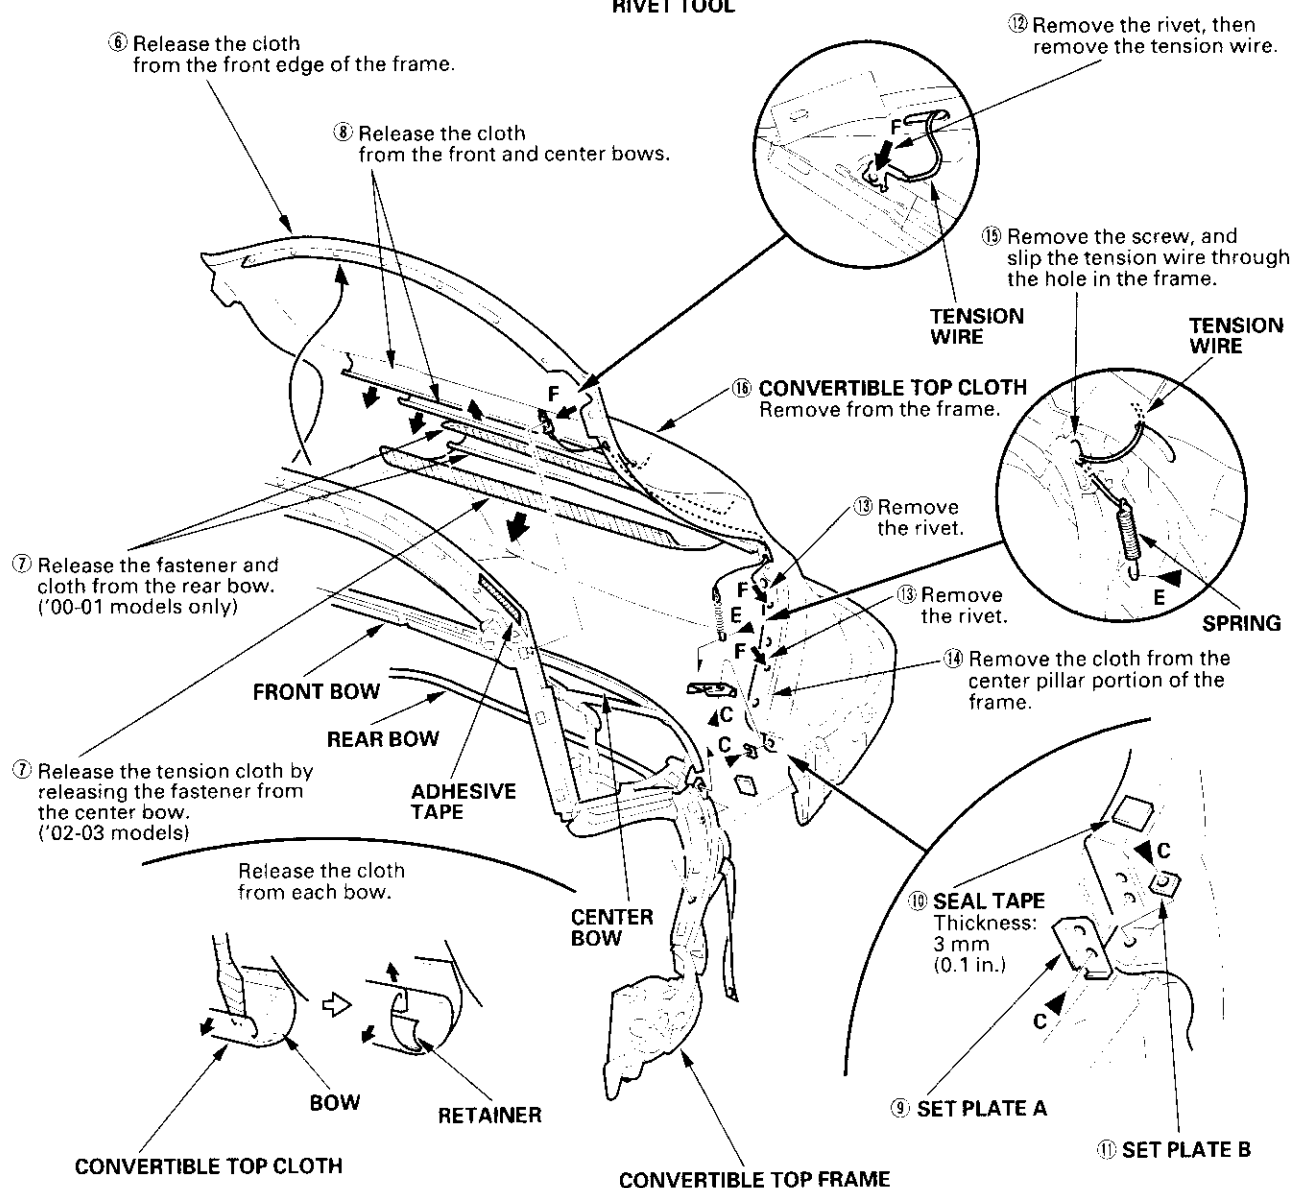 RIVET TOOL
⑥ Release the cloth
from the front edge of the frame.
⑫ Remove the rivet, then
remove the tension wire.
⑧ Release the cloth
from the front and center bows.
F
TENSION
WIRE
⑮ Remove the screw, and
slip the tension wire through
the hole in the frame.
TENSION
WIRE
F
⑯ CONVERTIBLE TOP CLOTH
Remove from the frame.
E
SPRING
⑦ Release the fastener and
cloth from the rear bow.
('00-01 models only)
⑬ Remove
the rivet.
F
E
⑬ Remove
the rivet.
F
⑭ Remove the cloth from the
center pillar portion of the
frame.
C
C
FRONT BOW
REAR BOW
ADHESIVE
TAPE
⑦ Release the tension cloth by
releasing the fastener from
the center bow.
('02-03 models)
CENTER
BOW
Release the cloth
from each bow.
BOW
RETAINER
CONVERTIBLE TOP CLOTH
CONVERTIBLE TOP FRAME
C
⑩ SEAL TAPE
Thickness:
3 mm
(0.1 in.)
C
⑨ SET PLATE A
⑪ SET PLATE B